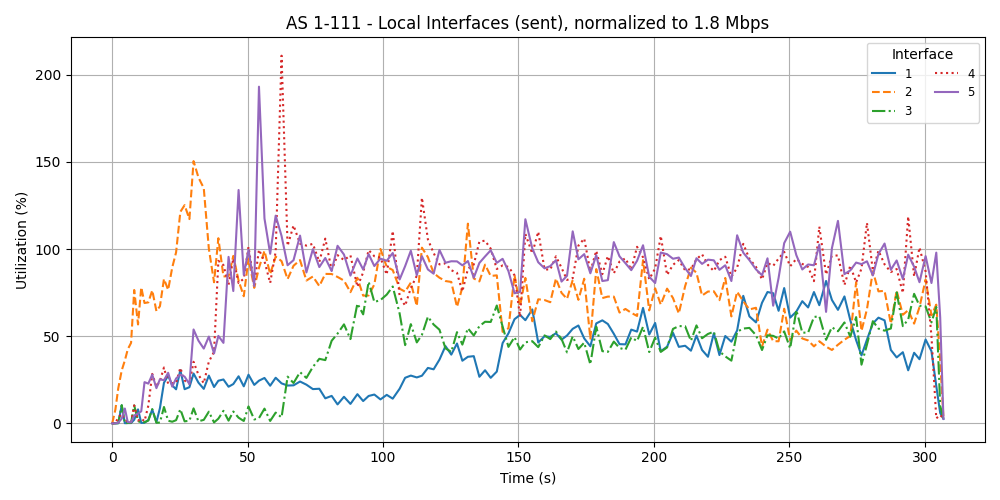 AS 1-111 - Local Interfaces (sent), normalized to 1.8 Mbps
Utilization (%)
200
150
100
50
0
0 50 100 150 200 250 300
Time (s)
Interface
1 4
2 5
3